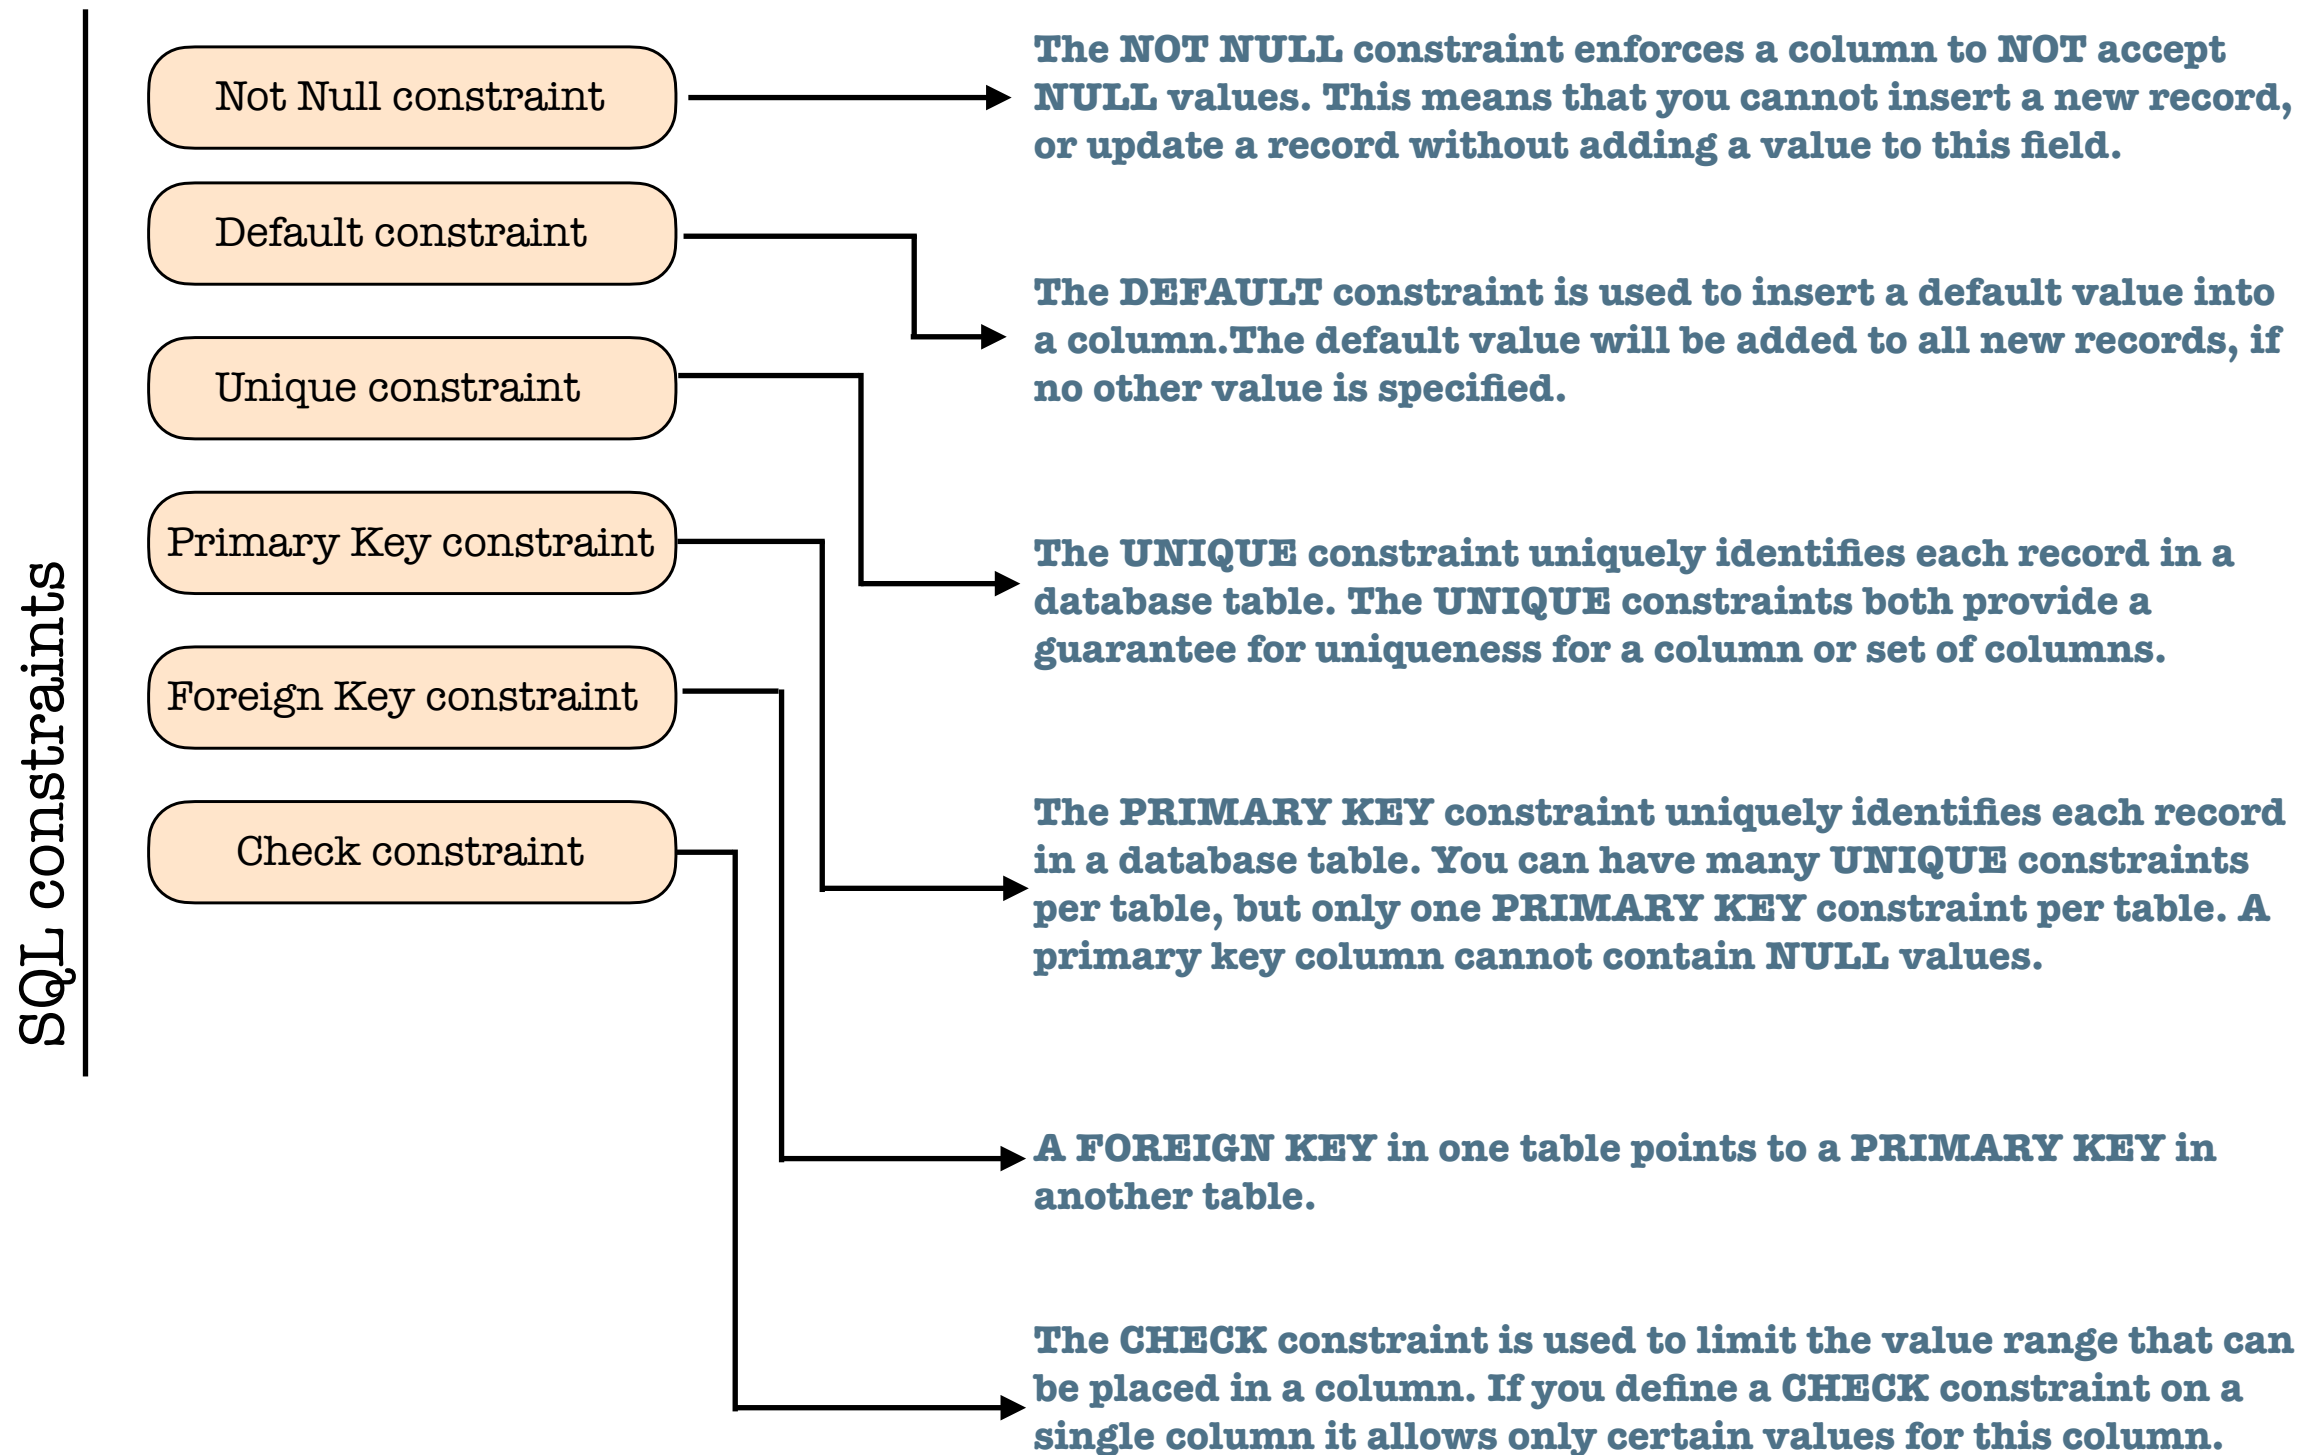 SQL constraints
Not Null constraint
The NOT NULL constraint enforces a column to NOT accept
NULL values. This means that you cannot insert a new record,
or update a record without adding a value to this field.
Default constraint
The DEFAULT constraint is used to insert a default value into
a column.The default value will be added to all new records, if
no other value is specified.
Unique constraint
The UNIQUE constraint uniquely identifies each record in a
database table. The UNIQUE constraints both provide a
guarantee for uniqueness for a column or set of columns.
Primary Key constraint
The PRIMARY KEY constraint uniquely identifies each record
in a database table. You can have many UNIQUE constraints
per table, but only one PRIMARY KEY constraint per table. A
primary key column cannot contain NULL values.
Foreign Key constraint
A FOREIGN KEY in one table points to a PRIMARY KEY in
another table.
Check constraint
The CHECK constraint is used to limit the value range that can
be placed in a column. If you define a CHECK constraint on a
single column it allows only certain values for this column.